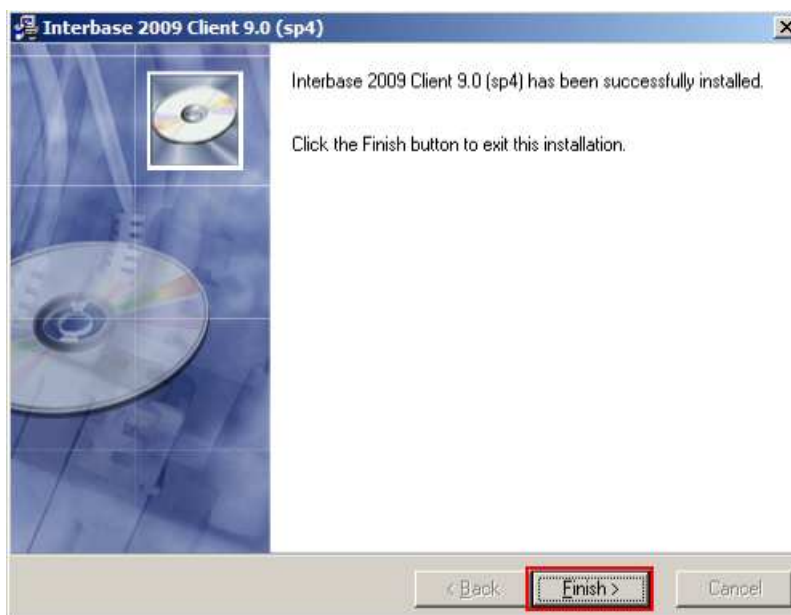 Interbase 2009 Client 9.0 (sp4)
Interbase 2009 Client 9.0 (sp4) has been successfully installed.
Click the Finish button to exit this installation.
< Back
Finish >
Cancel